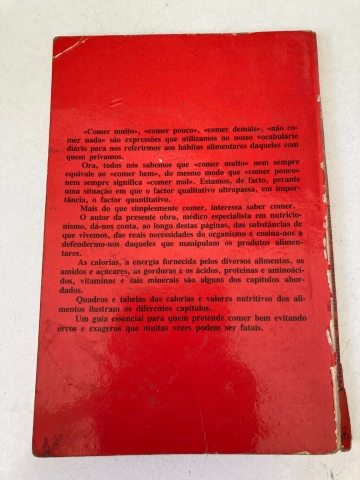 «Comer muito», «comer pouco», «comer demais», «não co-
mer nada» são expressões que utilizamos no nosso vocabulário
diário para nos referirmos aos hábitos alimentares daqueles com
quem privamos.
Ora, todos nós sabemos que «comer muito» nem sempre
equivale ao «comer bem», do mesmo modo que «comer pouco»
nem sempre significa «comer mal». Estamos, de facto, perante
uma situação em que o factor qualitativo ultrapassa, em impor-
tância, o factor quantitativo.
Mais do que simplesmente comer, interessa saber comer.
O autor da presente obra, médico especialista em nutricio-
nismo, dá-nos conta, ao longo destas páginas, das substâncias de
que vivemos, das reais necessidades do organismo e ensina-nos a
defendermo-nos daqueles que manipulam os produtos alimen-
tares.
As calorias, a energia fornecida pelos diversos alimentos, os
amidos e açúcares, as gorduras e os ácidos, proteínas e aminoáci-
dos, vitaminas e sais minerais são alguns dos capítulos abor-
dados.
Quadros e tabelas das calorias e valores nutritivos dos ali-
mentos ilustram os diferentes capítulos.
Um guia essencial para quem pretende comer bem evitando
erros e exageros que muitas vezes podem ser fatais.